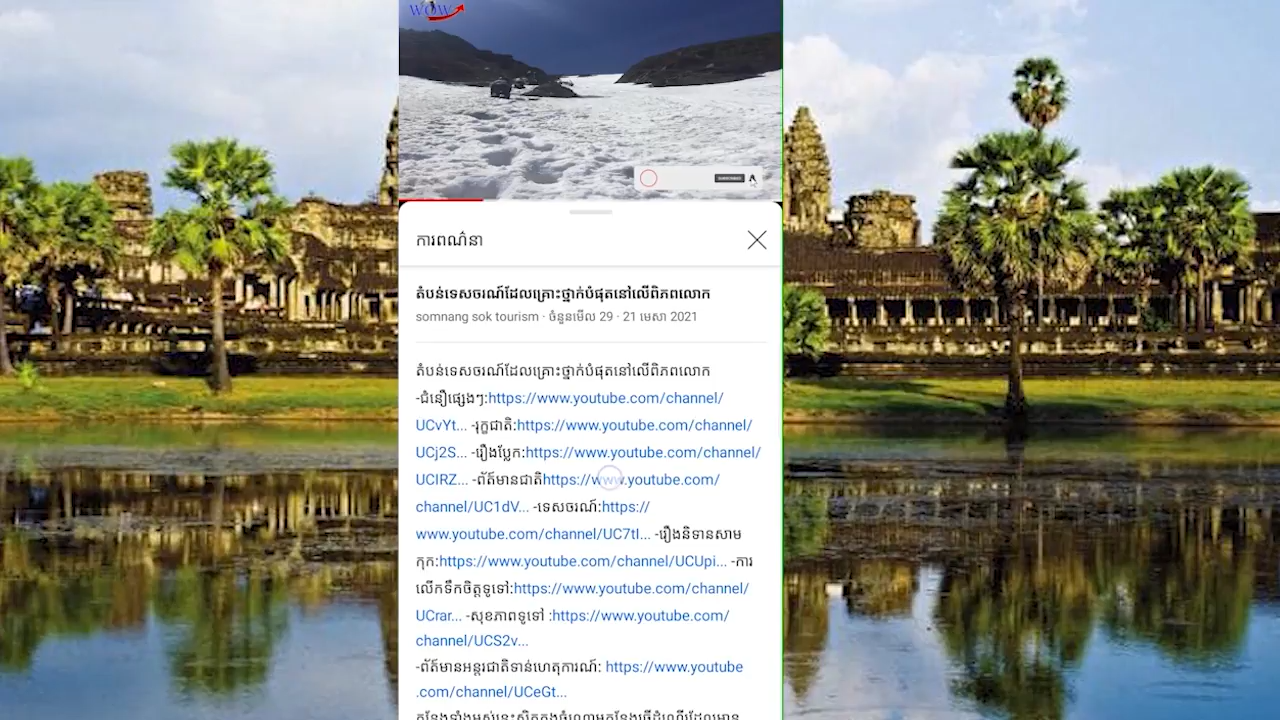 WOW
SUBSCRIBED
ការពណ៌នា
តំបន់ទេសចរណ៍ដែលគ្រោះថ្នាក់បំផុតនៅលើពិភពលោក
somnang sok tourism · ចំនួនមើល 29 · 21 មេសា 2021
តំបន់ទេសចរណ៍ដែលគ្រោះថ្នាក់បំផុតនៅលើពិភពលោក
-ជំនឿផ្សេងៗ:https://www.youtube.com/channel/
UCvYt... -រុក្ខជាតិ:https://www.youtube.com/channel/
UCj2S... -រឿងប្លែក:https://www.youtube.com/channel/
UCIRZ... -ព័ត៍មានជាតិhttps://www.youtube.com/
channel/UC1dV... -ទេសចរណ៍:https://
www.youtube.com/channel/UC7tI... -រឿងនិទានសាម
កុក:https://www.youtube.com/channel/UCUpi... -ការ
លើកទឹកចិត្តទូទៅ:https://www.youtube.com/channel/
UCrar... -សុខភាពទូទៅ :https://www.youtube.com/
channel/UCS2v...
-ព័ត៍មានអន្តរជាតិទាន់ហេតុការណ៍: https://www.youtube
.com/channel/UCeGt...